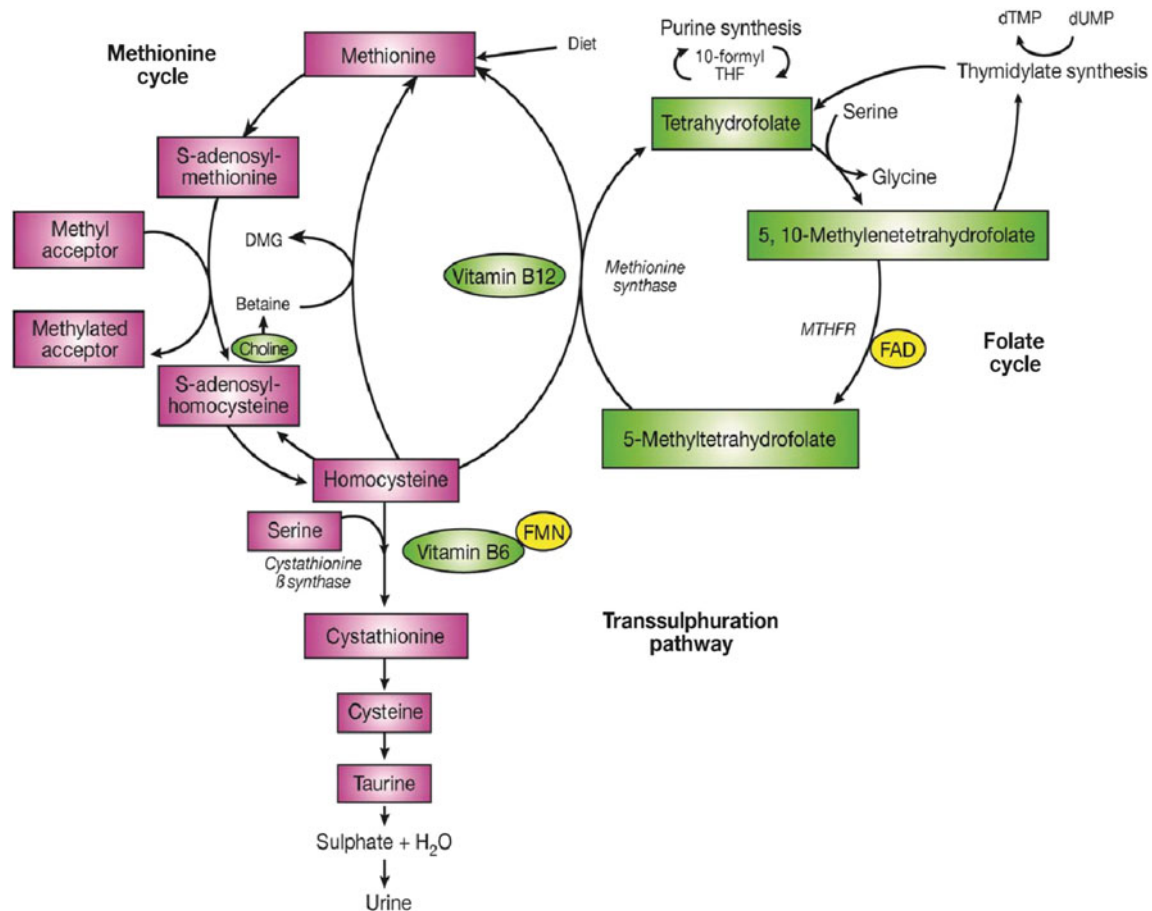 Methionine
cycle
Methionine
Diet
Purine synthesis
10-formyl
THF
dTMP
dUMP
Thymidylate synthesis
Tetrahydrofolate
Serine
Glycine
S-adenosyl-
methionine
Methyl
acceptor
DMG
5, 10-Methylenetetrahydrofolate
Vitamin B12
Methionine
synthase
Betaine
Methylated
acceptor
Choline
MTHFR
FAD
Folate
cycle
S-adenosyl-
homocysteine
5-Methyltetrahydrofolate
Homocysteine
Serine
Vitamin B6
FMN
Cystathionine
ß synthase
Transsulphuration
pathway
Cystathionine
Cysteine
Taurine
Sulphate + H₂O
Urine